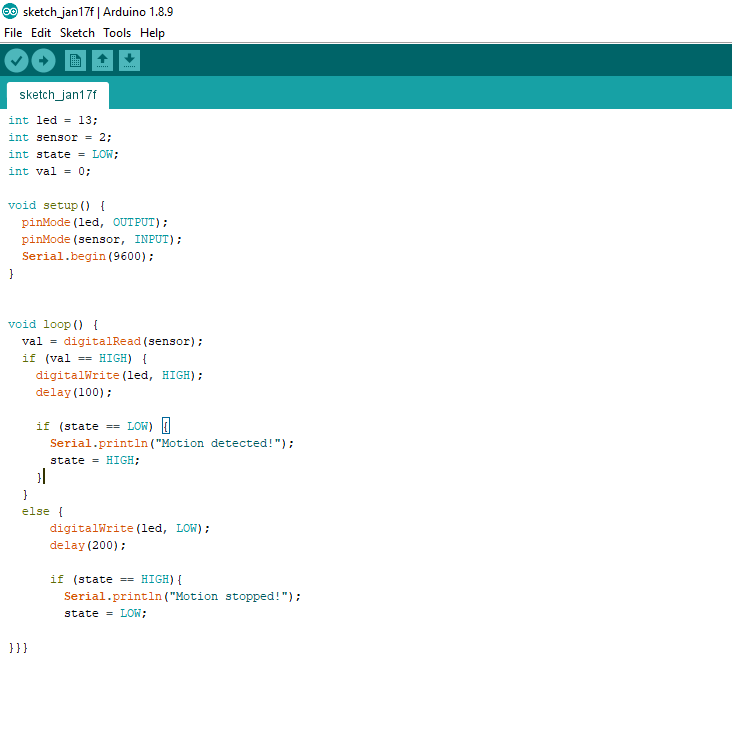 sketch_jan17f | Arduino 1.8.9
File Edit Sketch Tools Help
sketch_jan17f
int led = 13;
int sensor = 2;
int state = LOW;
int val = 0;
void setup() {
  pinMode(led, OUTPUT);
  pinMode(sensor, INPUT);
  Serial.begin(9600);
}
void loop() {
  val = digitalRead(sensor);
  if (val == HIGH) {
    digitalWrite(led, HIGH);
    delay(100);
    if (state == LOW) {
      Serial.println("Motion detected!");
      state = HIGH;
    }
  }
  else {
      digitalWrite(led, LOW);
      delay(200);
      if (state == HIGH){
        Serial.println("Motion stopped!");
        state = LOW;
}}}